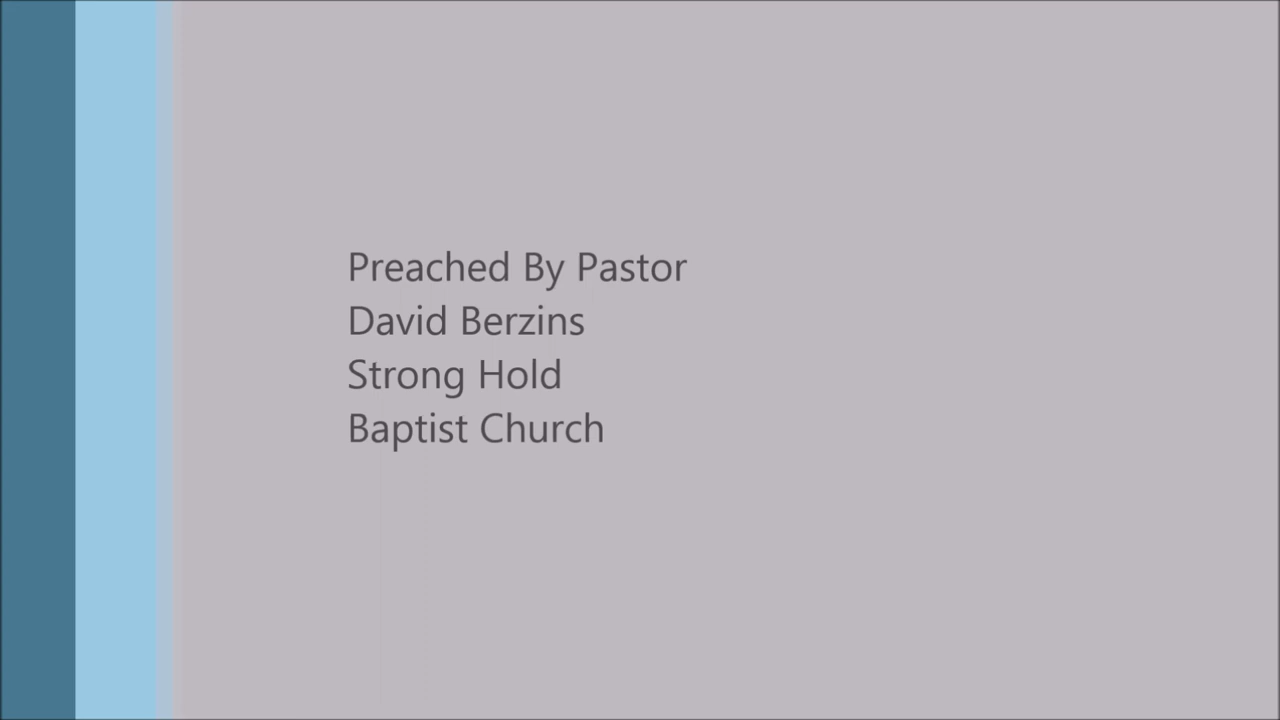 Preached By Pastor
David Berzins
Strong Hold
Baptist Church